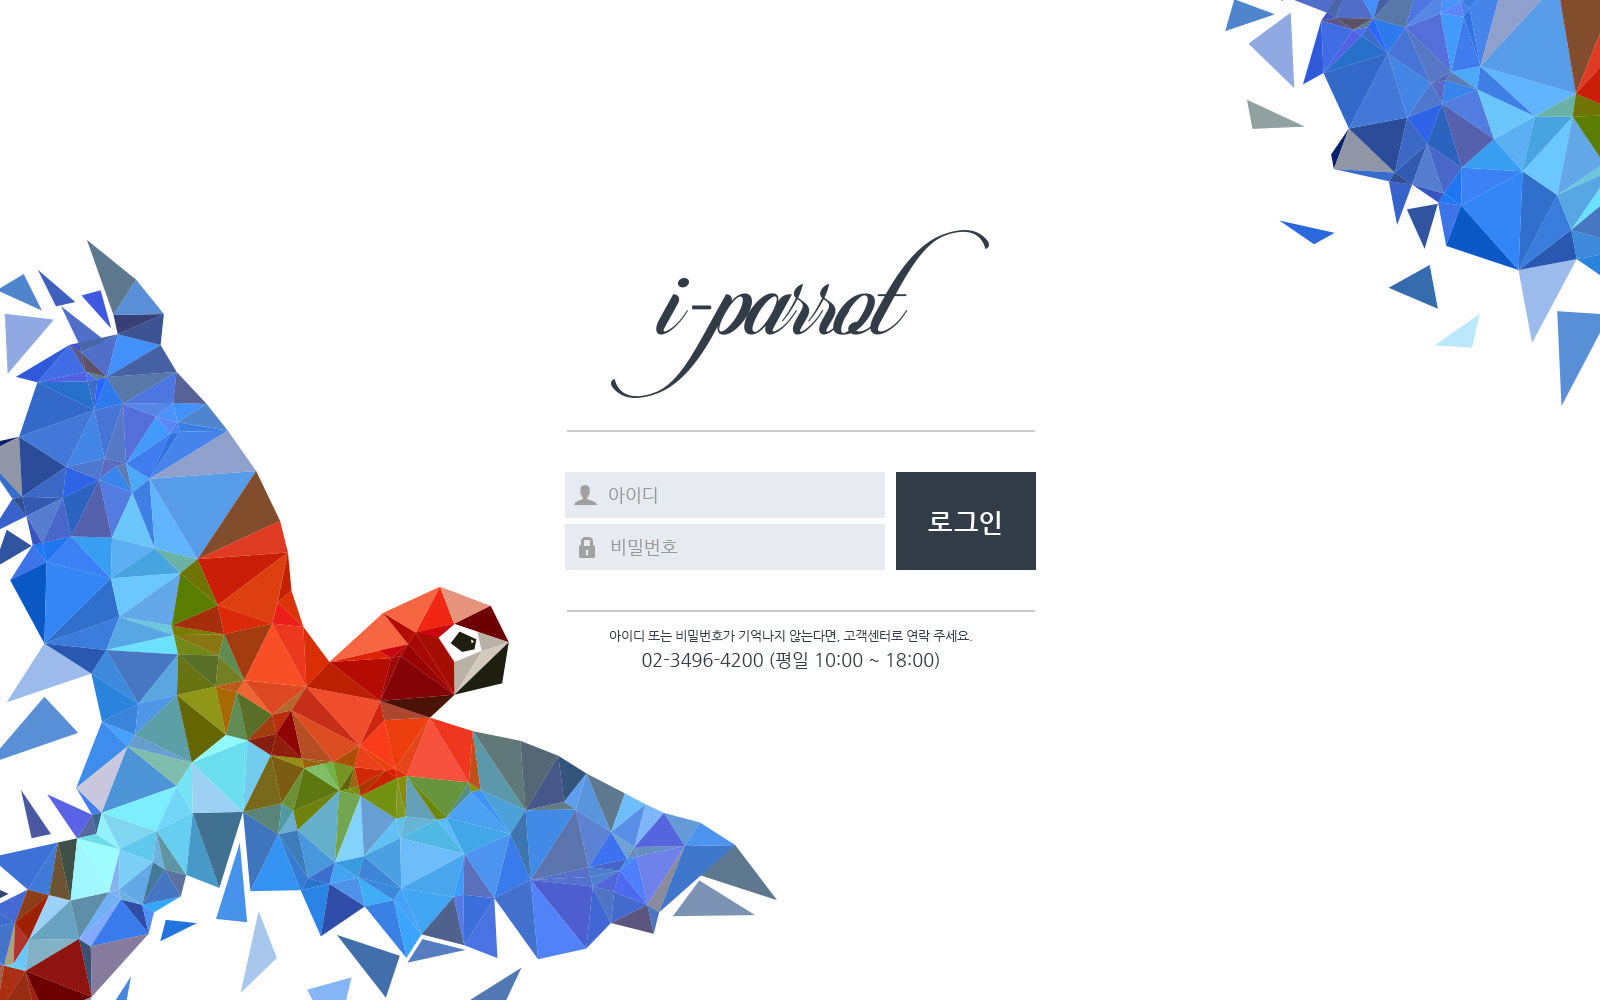 i-parrot
아이디
비밀번호
로그인
아이디 또는 비밀번호가 기억나지 않는다면, 고객센터로 연락 주세요.
02-3496-4200 (평일 10:00 ~ 18:00)